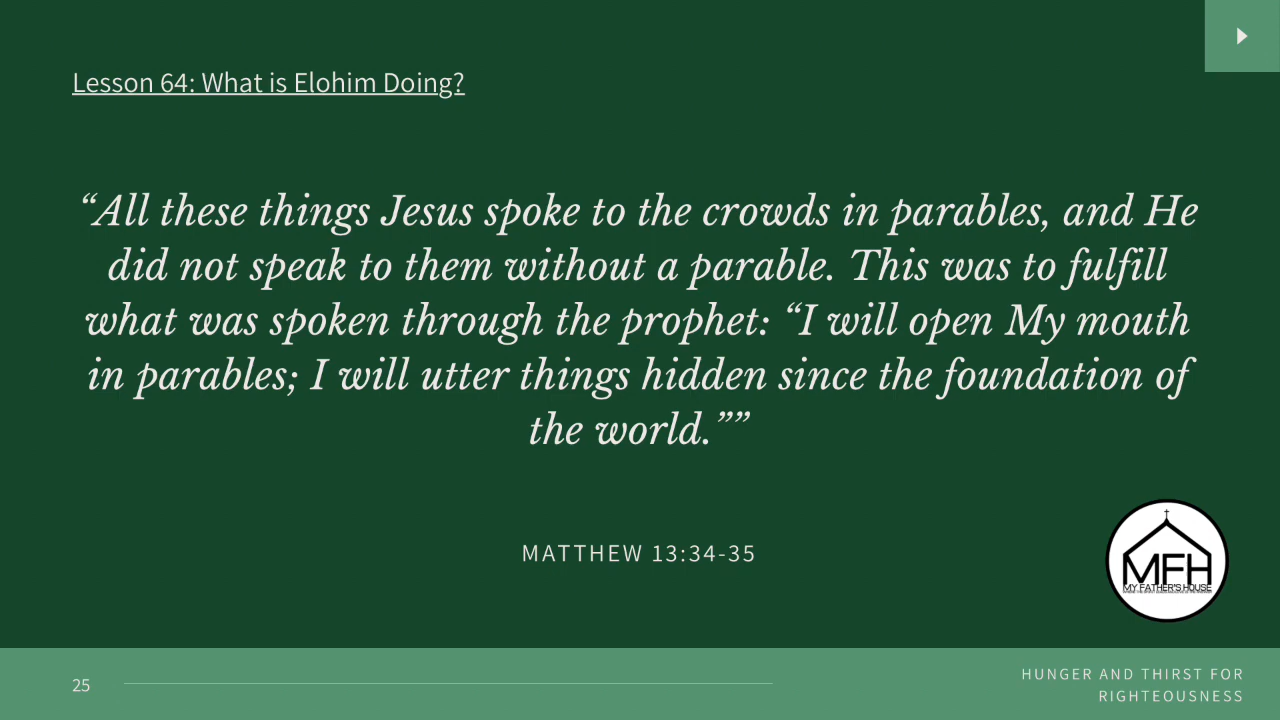 Lesson 64: What is Elohim Doing?
“All these things Jesus spoke to the crowds in parables, and He
did not speak to them without a parable. This was to fulfill
what was spoken through the prophet: “I will open My mouth
in parables; I will utter things hidden since the foundation of
the world.””
MATTHEW 13:34-35
MFH
MY FATHER'S HOUSE
25
HUNGER AND THIRST FOR
RIGHTEOUSNESS